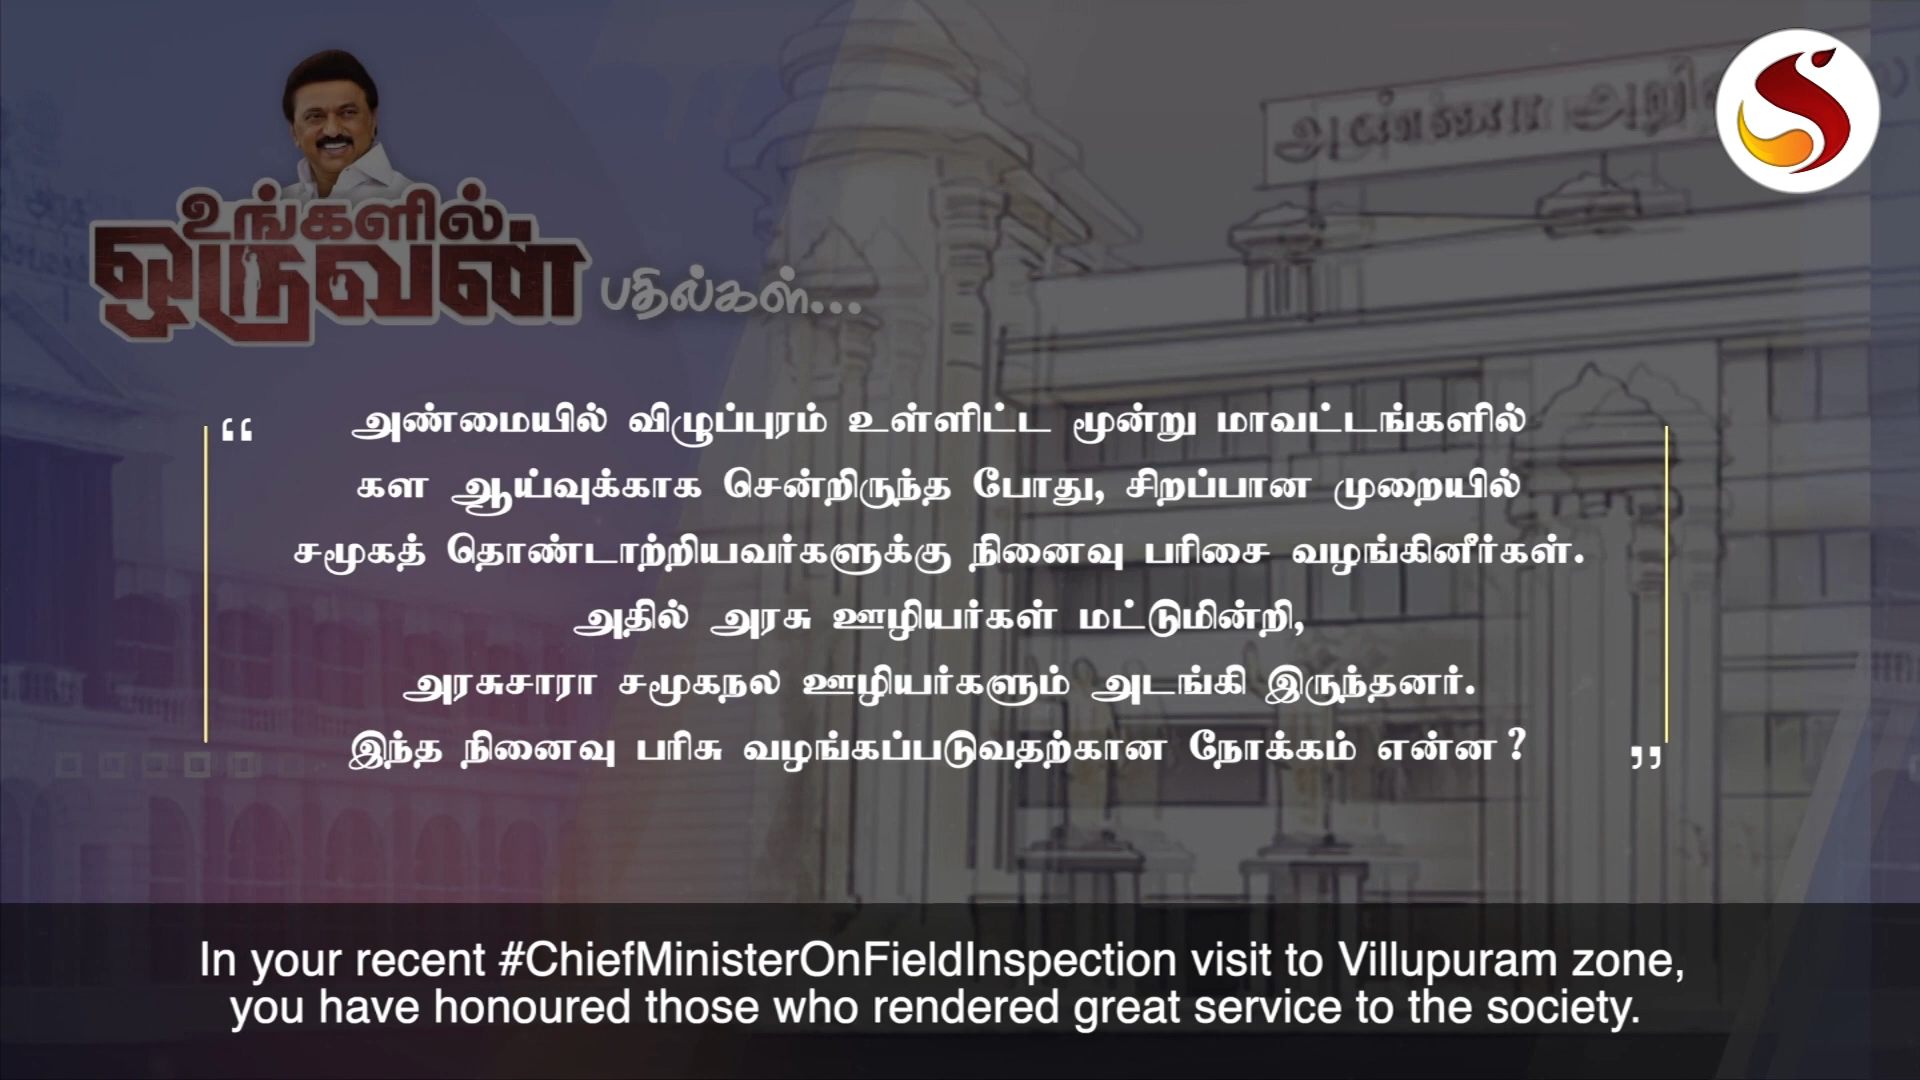 உங்களில்
ஒருவன் பதில்கள்...
அண்ணா
“ அண்மையில் விழுப்புரம் உள்ளிட்ட மூன்று மாவட்டங்களில்
கள ஆய்வுக்காக சென்றிருந்த போது, சிறப்பான முறையில்
சமூகத் தொண்டாற்றியவர்களுக்கு நினைவு பரிசை வழங்கினீர்கள்.
அதில் அரசு ஊழியர்கள் மட்டுமின்றி,
அரசுசாரா சமூகநல ஊழியர்களும் அடங்கி இருந்தனர்.
இந்த நினைவு பரிசு வழங்கப்படுவதற்கான நோக்கம் என்ன ? ”
In your recent #ChiefMinisterOnFieldInspection visit to Villupuram zone,
you have honoured those who rendered great service to the society.